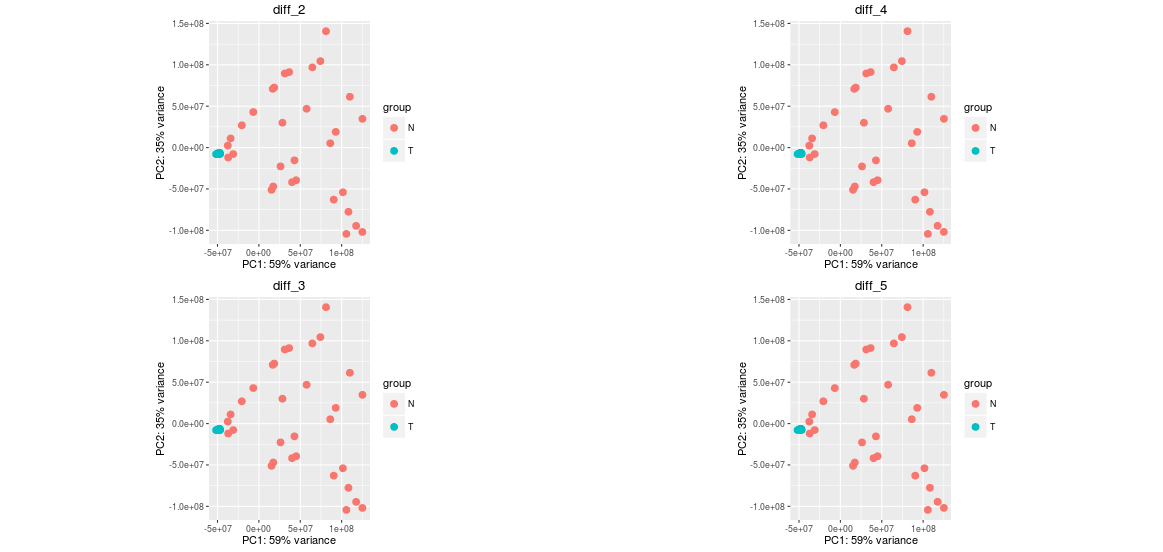 diff_2
PC2: 35% variance
1.5e+08
1.0e+08
5.0e+07
0.0e+00
-5.0e+07
-1.0e+08
-5e+07 0e+00 5e+07 1e+08
PC1: 59% variance
group
N
T
diff_4
PC2: 35% variance
1.5e+08
1.0e+08
5.0e+07
0.0e+00
-5.0e+07
-1.0e+08
-5e+07 0e+00 5e+07 1e+08
PC1: 59% variance
group
N
T
diff_3
PC2: 35% variance
1.5e+08
1.0e+08
5.0e+07
0.0e+00
-5.0e+07
-1.0e+08
-5e+07 0e+00 5e+07 1e+08
PC1: 59% variance
group
N
T
diff_5
PC2: 35% variance
1.5e+08
1.0e+08
5.0e+07
0.0e+00
-5.0e+07
-1.0e+08
-5e+07 0e+00 5e+07 1e+08
PC1: 59% variance
group
N
T